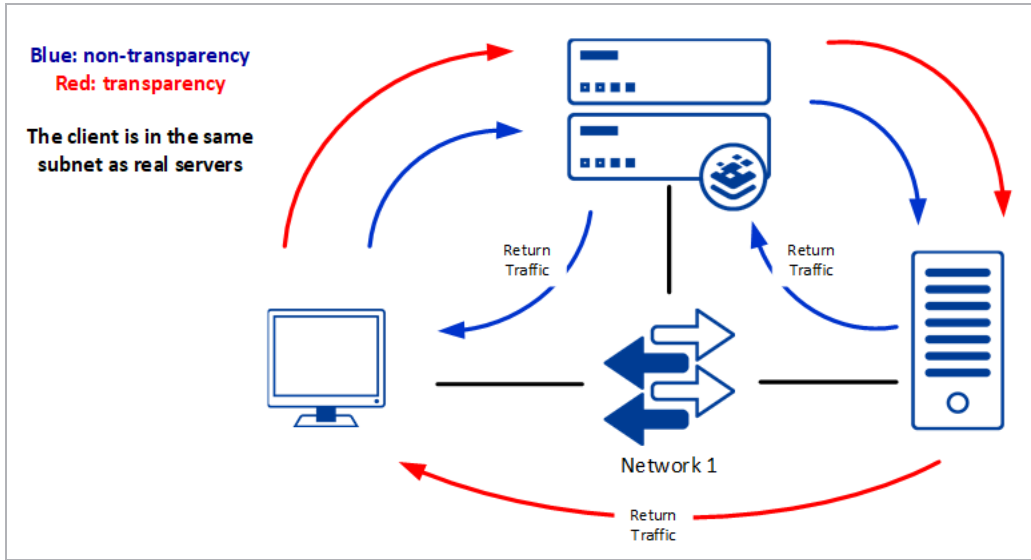 Blue: non-transparency
Red: transparency
The client is in the same
subnet as real servers
Return
Traffic
Return
Traffic
Network 1
Return
Traffic